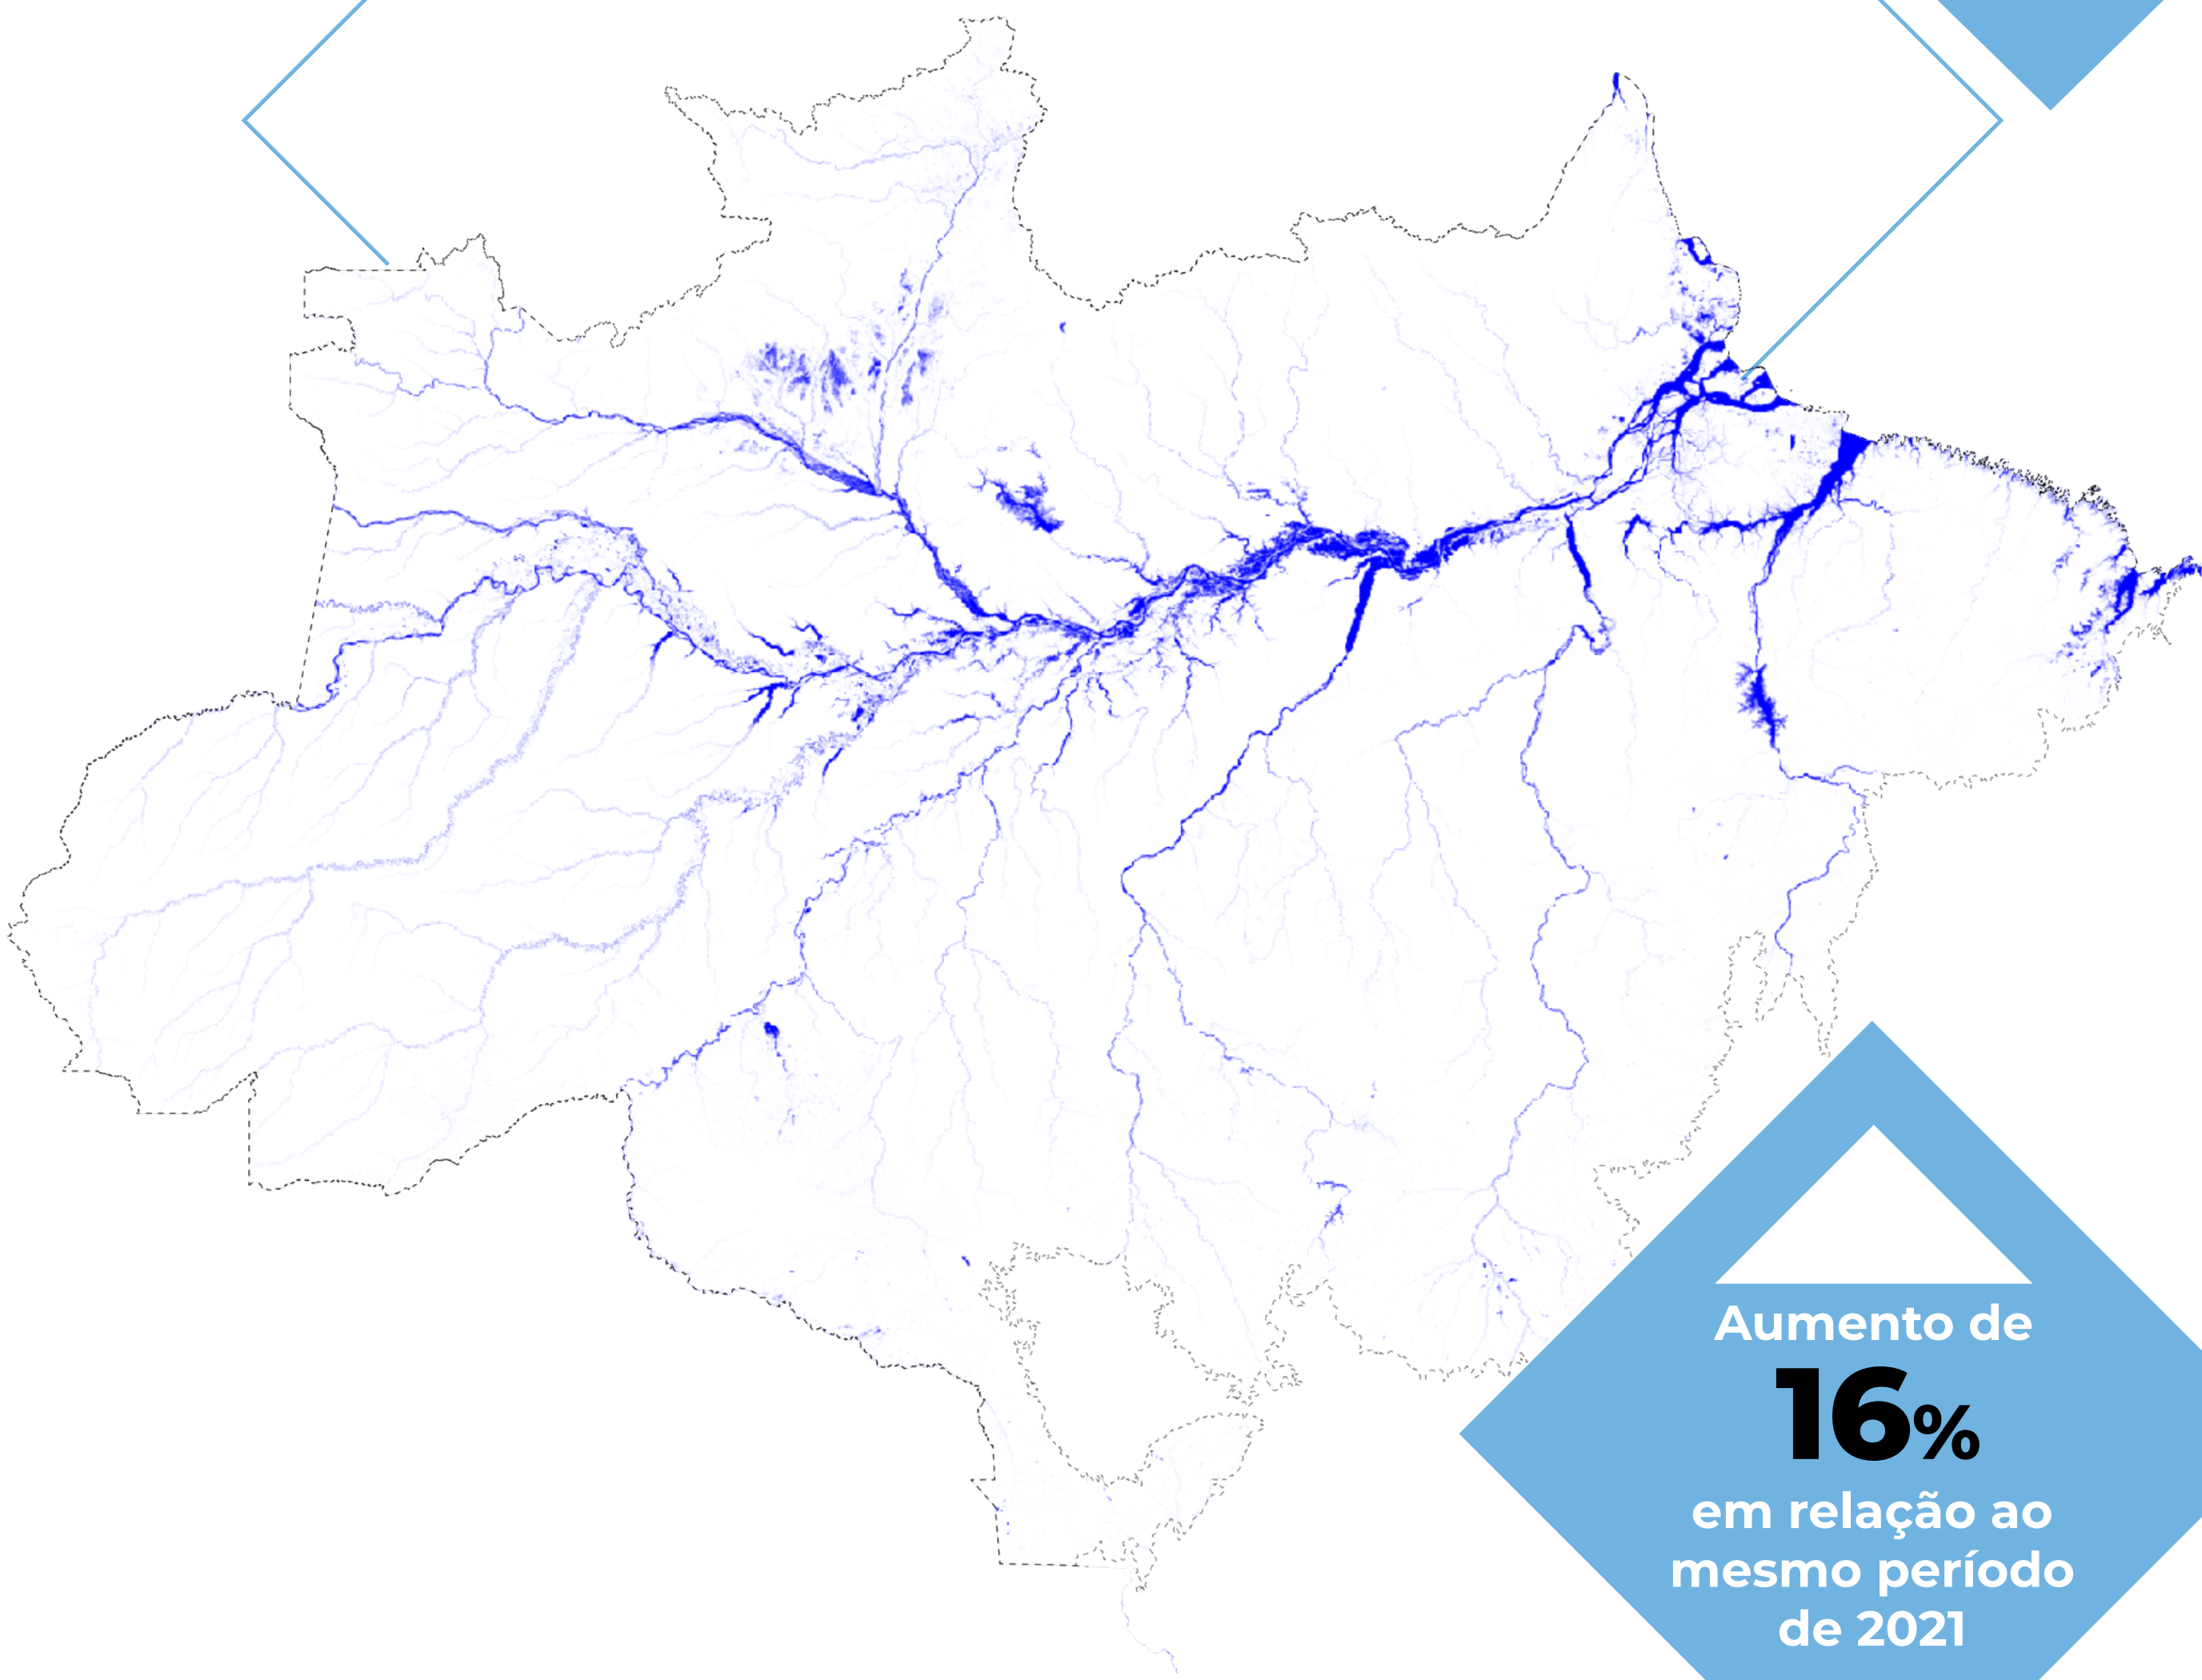 Aumento de
16%
em relação ao
mesmo período
de 2021